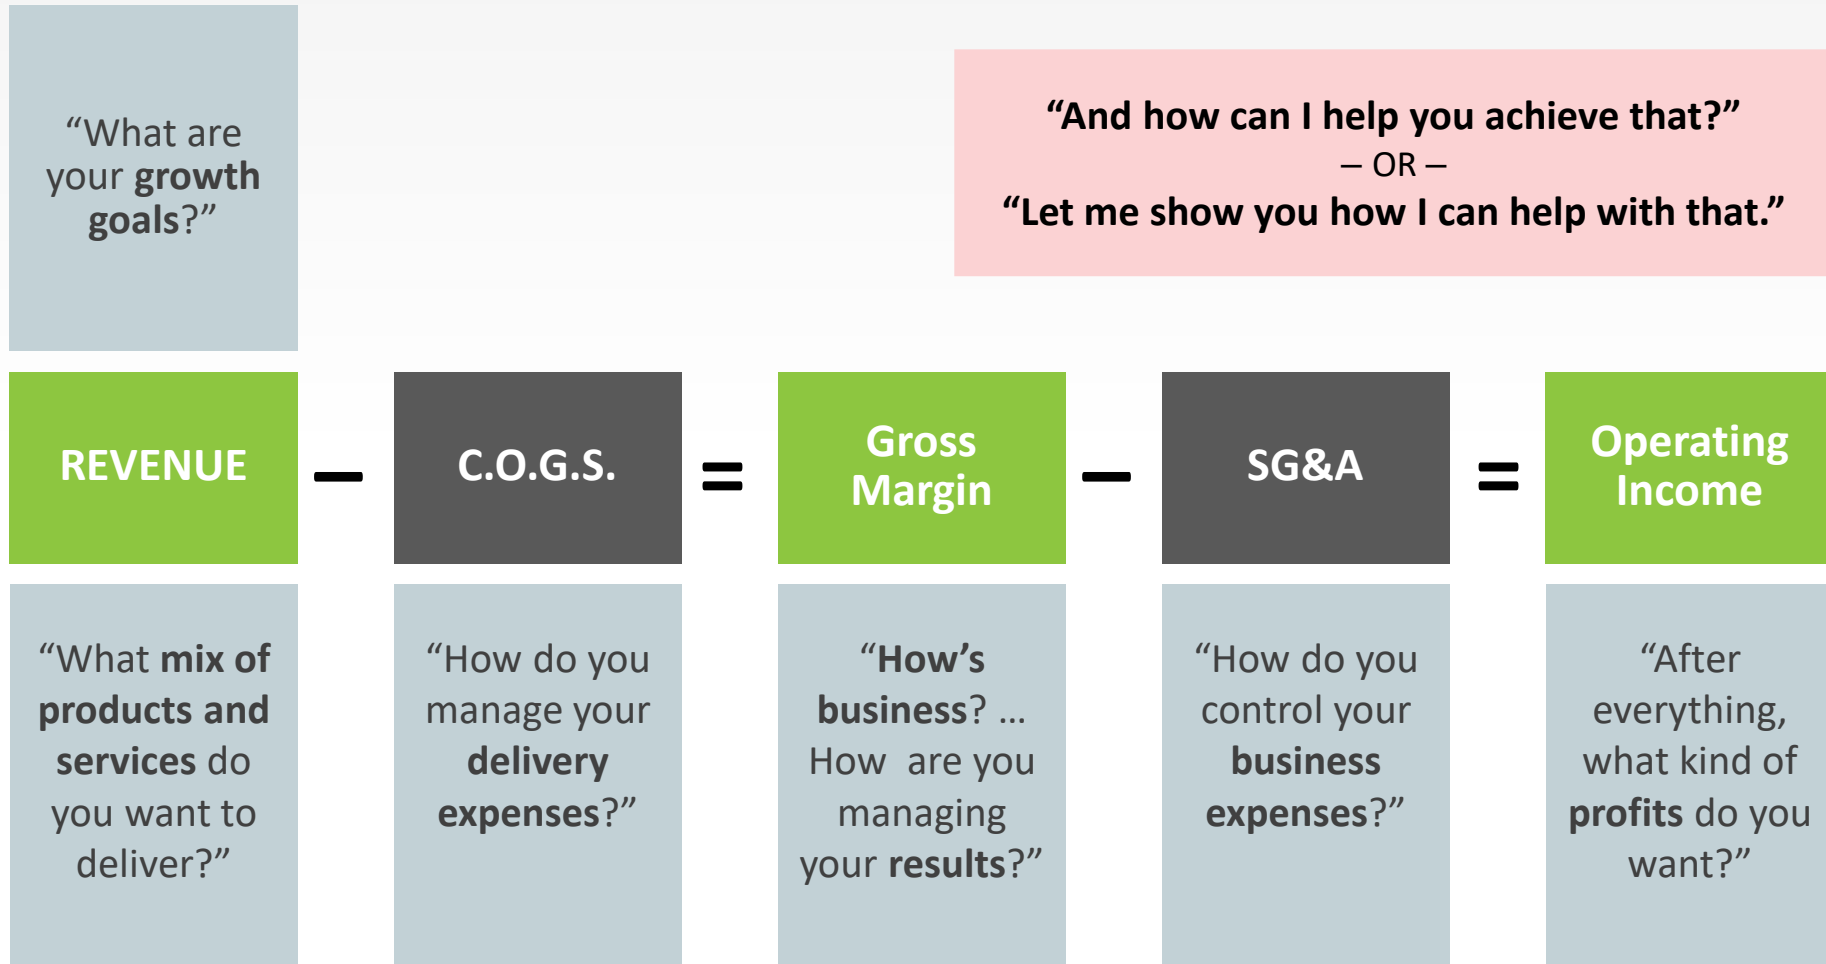 “What are
your growth
goals?”
“And how can I help you achieve that?”
– OR –
“Let me show you how I can help with that.”
REVENUE
–
C.O.G.S.
=
Gross
Margin
–
SG&A
=
Operating
Income
“What mix of
products and
services do
you want to
deliver?”
“How do you
manage your
delivery
expenses?”
“How’s
business? ...
How  are you
managing
your results?”
“How do you
control your
business
expenses?”
“After
everything,
what kind of
profits do you
want?”